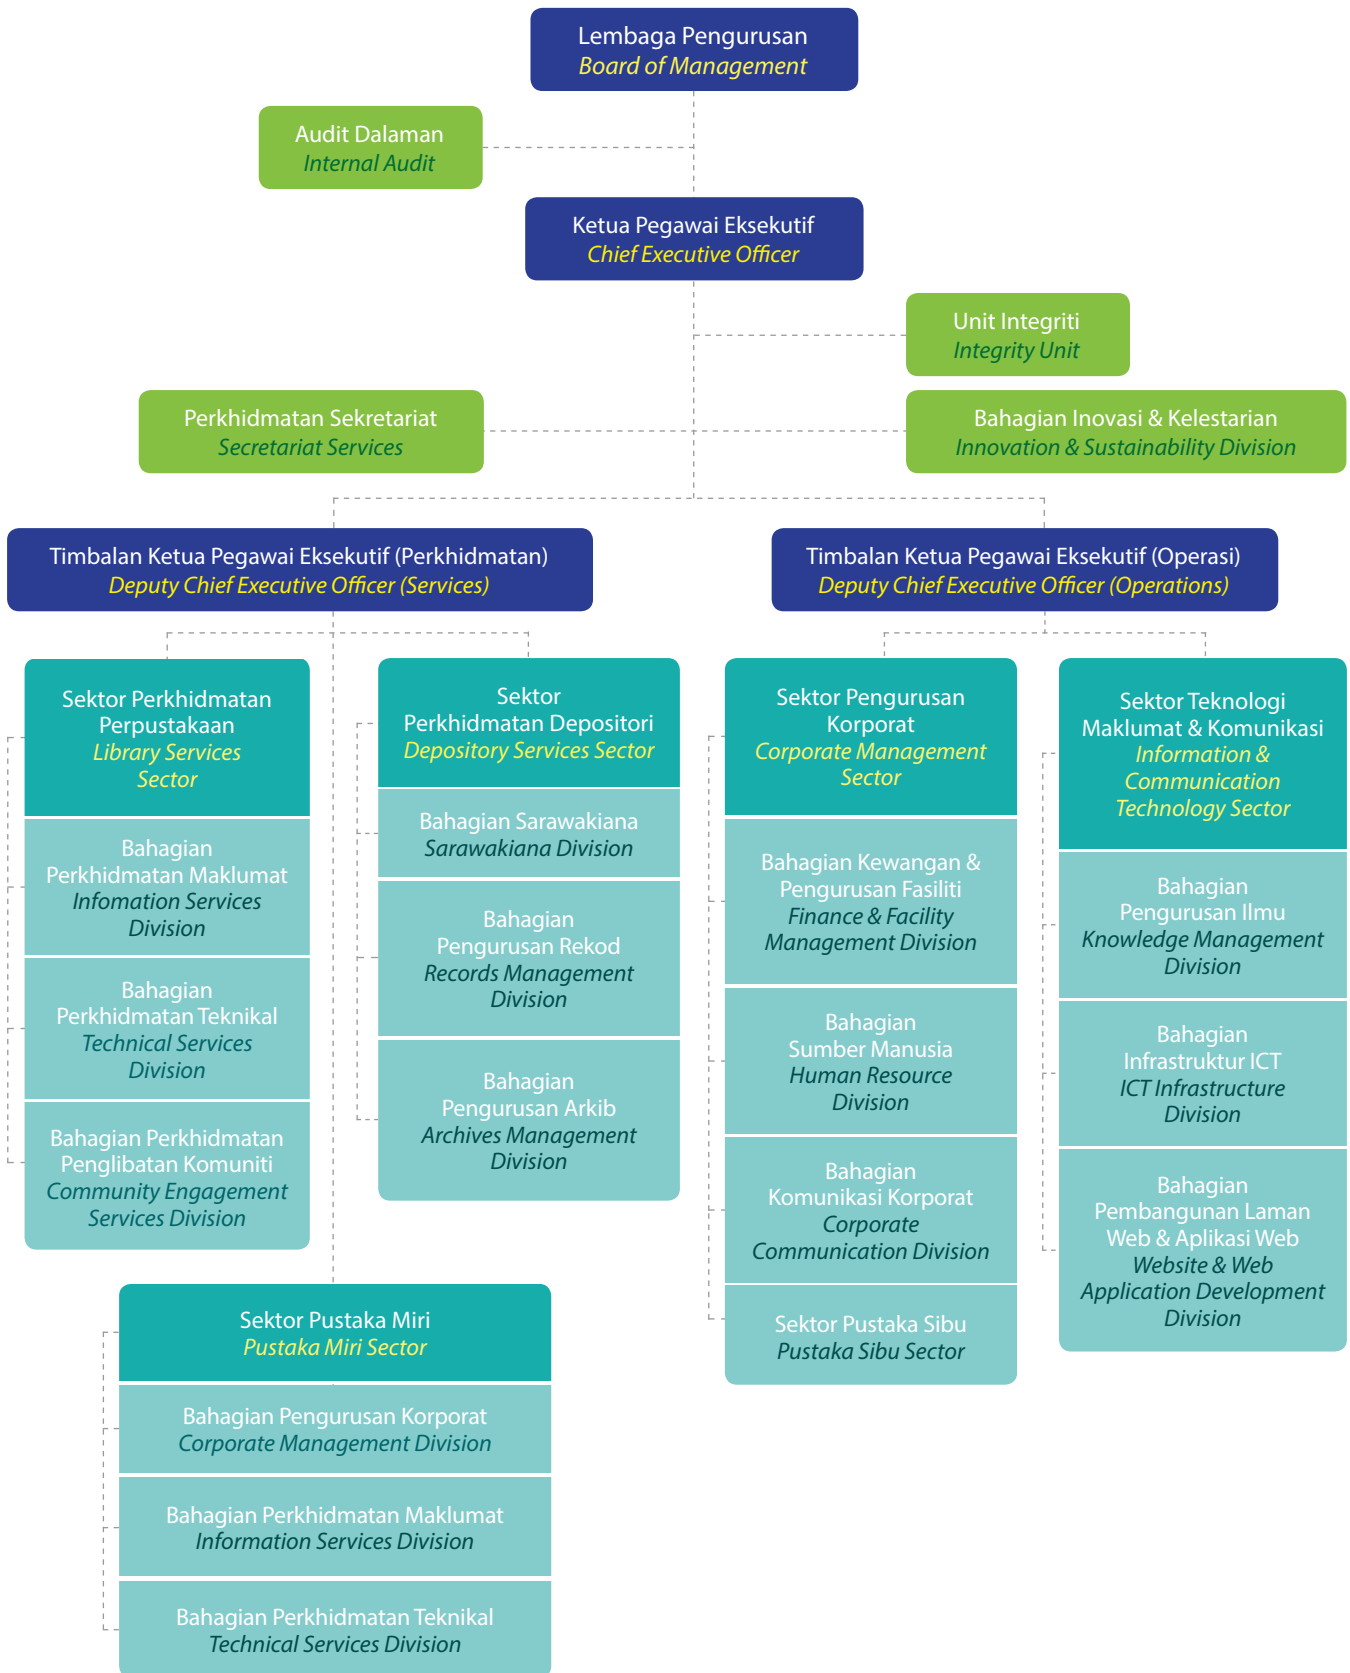 Lembaga Pengurusan
Board of Management
Audit Dalaman
Internal Audit
Ketua Pegawai Eksekutif
Chief Executive Officer
Unit Integriti
Integrity Unit
Perkhidmatan Sekretariat
Secretariat Services
Bahagian Inovasi & Kelestarian
Innovation & Sustainability Division
Timbalan Ketua Pegawai Eksekutif (Perkhidmatan)
Deputy Chief Executive Officer (Services)
Timbalan Ketua Pegawai Eksekutif (Operasi)
Deputy Chief Executive Officer (Operations)
Sektor Perkhidmatan
Perpustakaan
Library Services
Sector
Bahagian
Perkhidmatan Maklumat
Infomation Services
Division
Bahagian
Perkhidmatan Teknikal
Technical Services
Division
Bahagian Perkhidmatan
Penglibatan Komuniti
Community Engagement
Services Division
Sektor
Perkhidmatan Depositori
Depository Services Sector
Bahagian Sarawakiana
Sarawakiana Division
Bahagian
Pengurusan Rekod
Records Management
Division
Bahagian
Pengurusan Arkib
Archives Management
Division
Sektor Pengurusan
Korporat
Corporate Management
Sector
Bahagian Kewangan &
Pengurusan Fasiliti
Finance & Facility
Management Division
Bahagian
Sumber Manusia
Human Resource
Division
Bahagian
Komunikasi Korporat
Corporate
Communication Division
Sektor Pustaka Sibu
Pustaka Sibu Sector
Sektor Teknologi
Maklumat & Komunikasi
Information &
Communication
Technology Sector
Bahagian
Pengurusan Ilmu
Knowledge Management
Division
Bahagian
Infrastruktur ICT
ICT Infrastructure
Division
Bahagian
Pembangunan Laman
Web & Aplikasi Web
Website & Web
Application Development
Division
Sektor Pustaka Miri
Pustaka Miri Sector
Bahagian Pengurusan Korporat
Corporate Management Division
Bahagian Perkhidmatan Maklumat
Information Services Division
Bahagian Perkhidmatan Teknikal
Technical Services Division